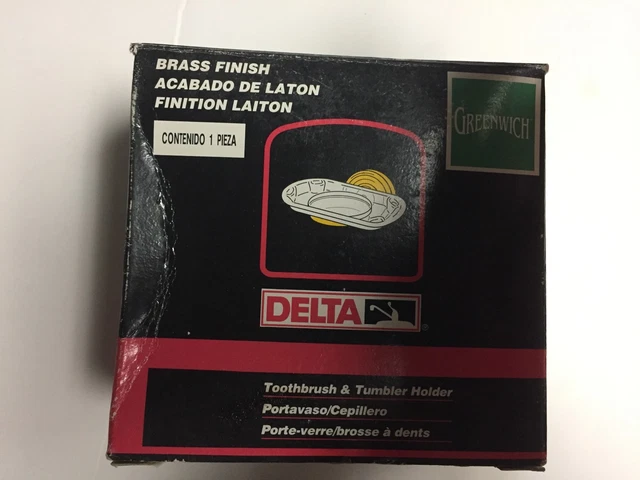 BRASS FINISH
ACABADO DE LATON
FINITION LAITON
CONTENIDO 1 PIEZA
GREENWICH
DELTA
®
Toothbrush & Tumbler Holder
Portavaso/Cepillero
Porte-verre/brosse à dents